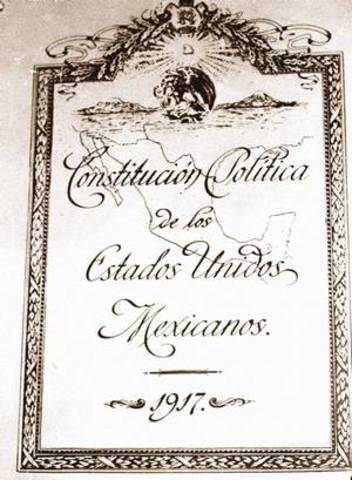 Constitución Política
de los
Estados Unidos
Mexicanos.
1917.